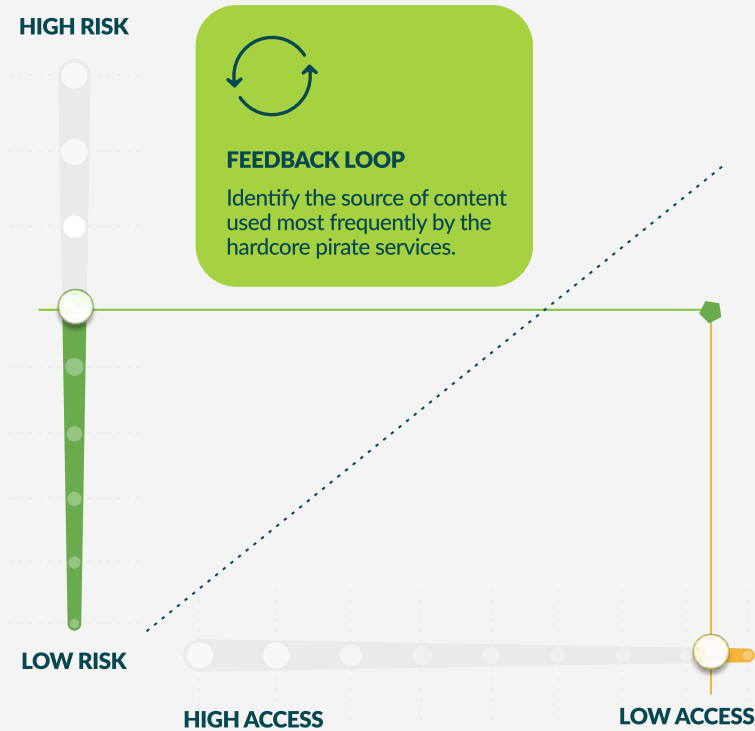 HIGH RISK
FEEDBACK LOOP
Identify the source of content
used most frequently by the
hardcore pirate services.
LOW RISK
HIGH ACCESS
LOW ACCESS